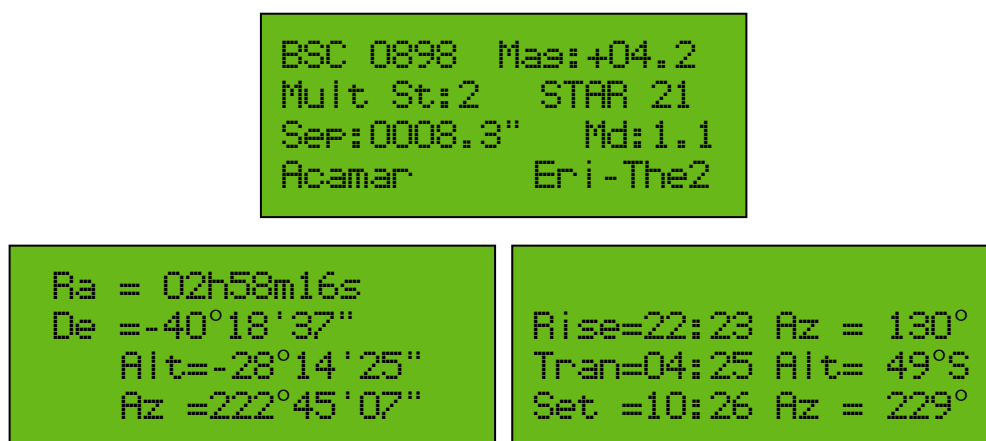 BSC 0898 Mag:+04.2
Mult St:2 STAR 21
Sep:0008.3" Md:1.1
Acamar Eri-The2
Ra = 02h58m16s
De =-40°18'37"
Alt=-28°14'25"
Az =222°45'07"
Rise=22:23 Az = 130°
Tran=04:25 Alt= 49°S
Set =10:26 Az = 229°